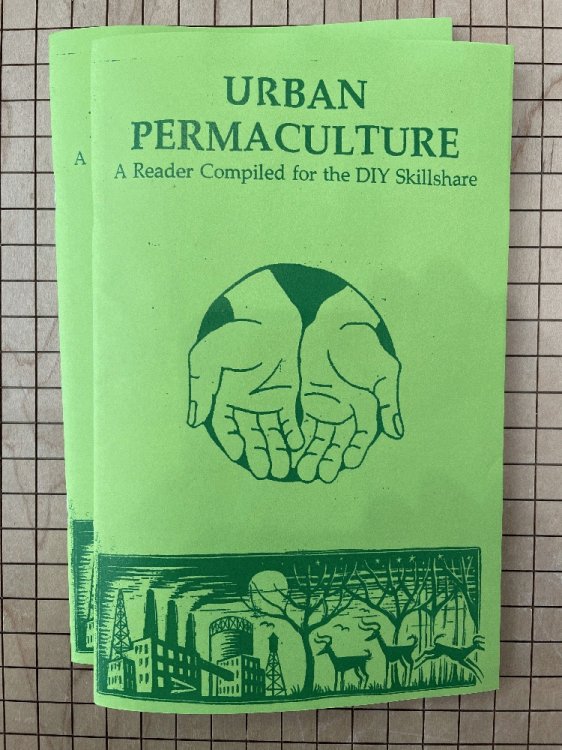 URBAN
PERMACULTURE
A Reader Compiled for the DIY Skillshare
A